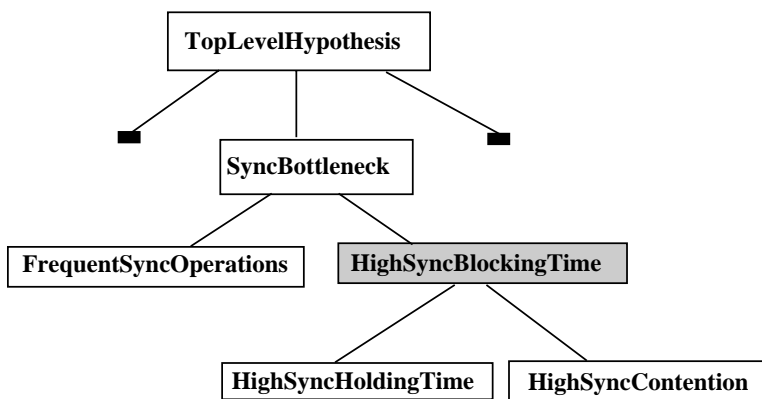 TopLevelHypothesis
SyncBottleneck
FrequentSyncOperations
HighSyncBlockingTime
HighSyncHoldingTime
HighSyncContention